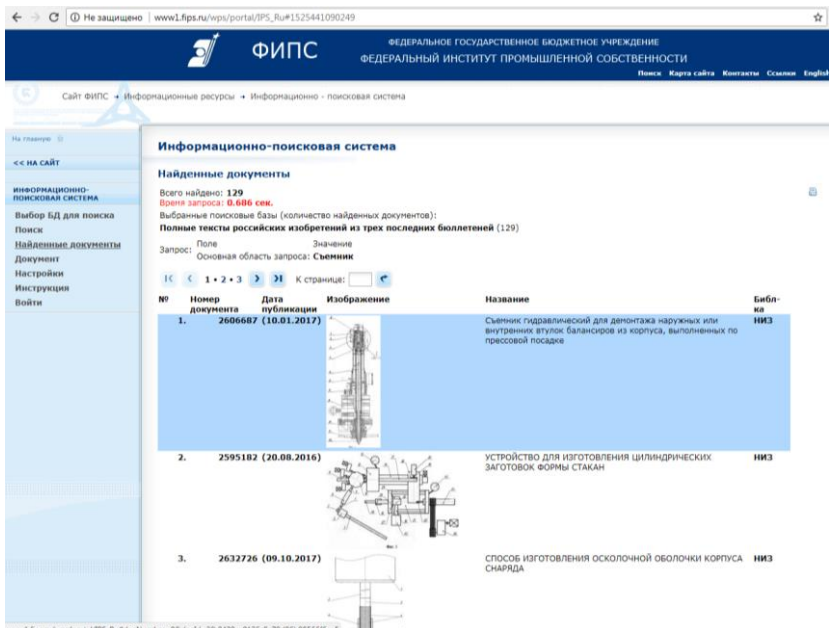 Не защищено | www1.fips.ru/wps/portal/IPS_Ru#1525441090249
ФИПС
ФЕДЕРАЛЬНОЕ ГОСУДАРСТВЕННОЕ БЮДЖЕТНОЕ УЧРЕЖДЕНИЕ
ФЕДЕРАЛЬНЫЙ ИНСТИТУТ ПРОМЫШЛЕННОЙ СОБСТВЕННОСТИ
Поиск Карта сайта Контакты Ссылки English
Сайт ФИПС → Информационные ресурсы → Информационно - поисковая система
На главную
<< НА САЙТ
ИНФОРМАЦИОННО-
ПОИСКОВАЯ СИСТЕМА
Выбор БД для поиска
Поиск
Найденные документы
Документ
Настройки
Инструкция
Войти
Информационно-поисковая система
Найденные документы
Всего найдено: 129
Время запроса: 0.686 сек.
Выбранные поисковые базы (количество найденных документов):
Полные тексты российских изобретений из трех последних бюллетеней (129)
Запрос: Поле Значение
Основная область запроса: Съемник
1 • 2 • 3 К странице:
№ Номер документа Дата публикации Изображение Название Библ-ка
1. 2606687 (10.01.2017) Съемник гидравлический для демонтажа наружных или НИЗ
внутренних втулок балансиров из корпуса, выполненных по
прессовой посадке
2. 2595182 (20.08.2016) УСТРОЙСТВО ДЛЯ ИЗГОТОВЛЕНИЯ ЦИЛИНДРИЧЕСКИХ НИЗ
ЗАГОТОВОК ФОРМЫ СТАКАН
3. 2632726 (09.10.2017) СПОСОБ ИЗГОТОВЛЕНИЯ ОСКОЛОЧНОЙ ОБОЛОЧКИ КОРПУСА НИЗ
СНАРЯДА